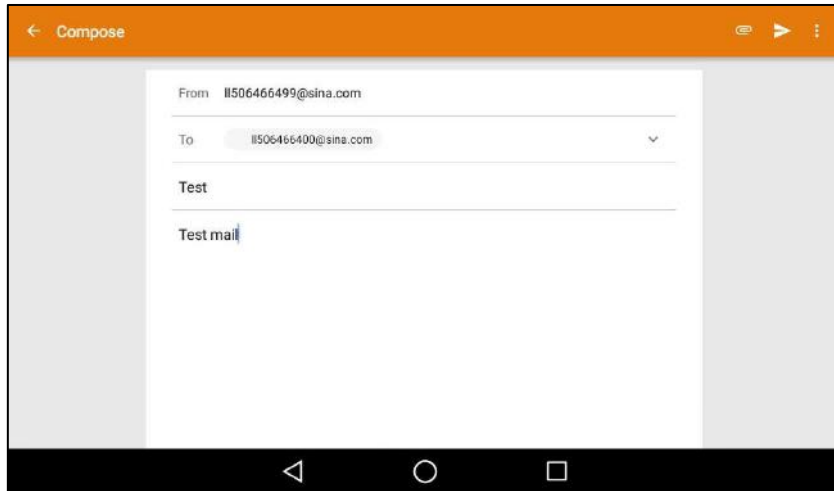 Compose
From ll506466499@sina.com
To ll506466400@sina.com
Test
Test mail